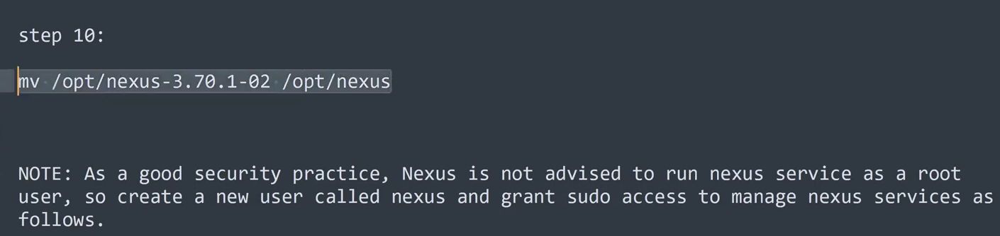 step 10:
mv /opt/nexus-3.70.1-02 /opt/nexus
NOTE: As a good security practice, Nexus is not advised to run nexus service as a root
user, so create a new user called nexus and grant sudo access to manage nexus services as
follows.